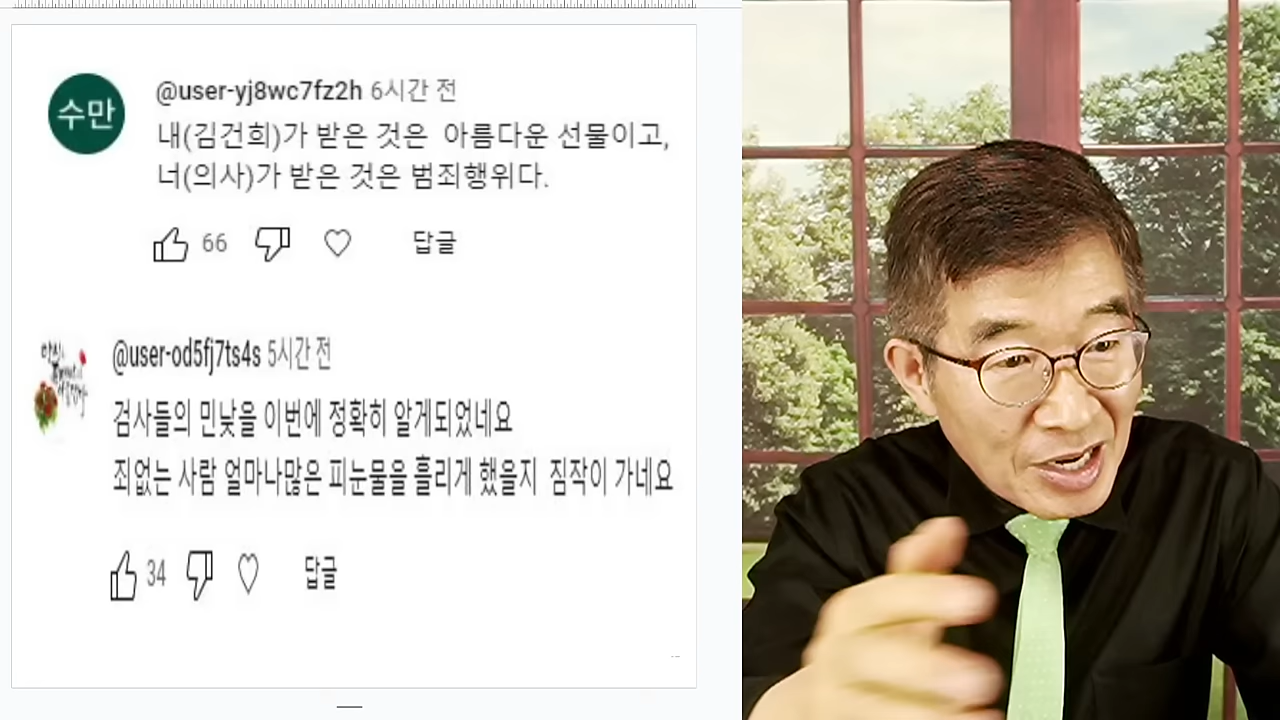 수만
@user-yj8wc7fz2h 6시간 전
내(김건희)가 받은 것은 아름다운 선물이고,
너(의사)가 받은 것은 범죄행위다.
66
답글
@user-od5fj7ts4s 5시간 전
검사들의 민낯을 이번에 정확히 알게되었네요
죄없는 사람 얼마나많은 피눈물을 흘리게 했을지 짐작이 가네요
34
답글